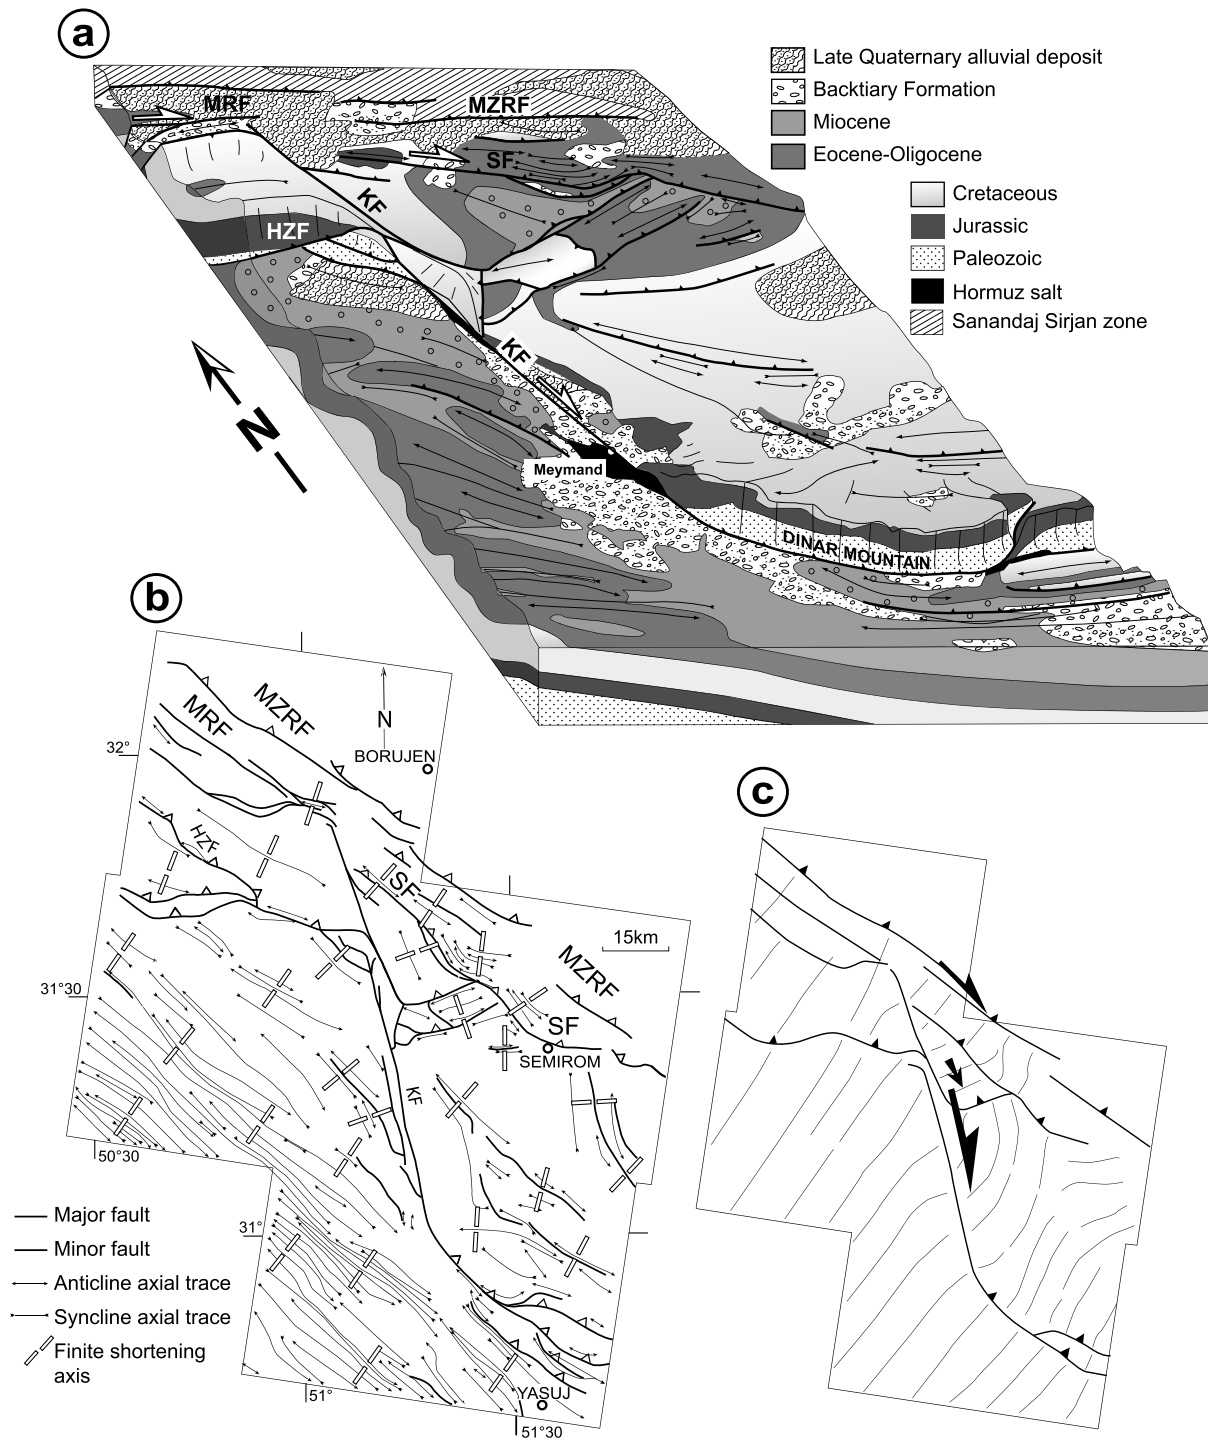 a
Late Quaternary alluvial deposit
Backtiary Formation
Miocene
Eocene-Oligocene
Cretaceous
Jurassic
Paleozoic
Hormuz salt
Sanandaj Sirjan zone
MRF
MZRF
SF
KF
HZF
KF
N
Meymand
DINAR MOUNTAIN
b
MZRF
MRF
N
BORUJEN
32°
HZF
SF
15km
MZRF
31°30
SF
SEMIROM
KF
50°30
31°
51°
YASUJ
51°30
Major fault
Minor fault
Anticline axial trace
Syncline axial trace
Finite shortening
axis
c